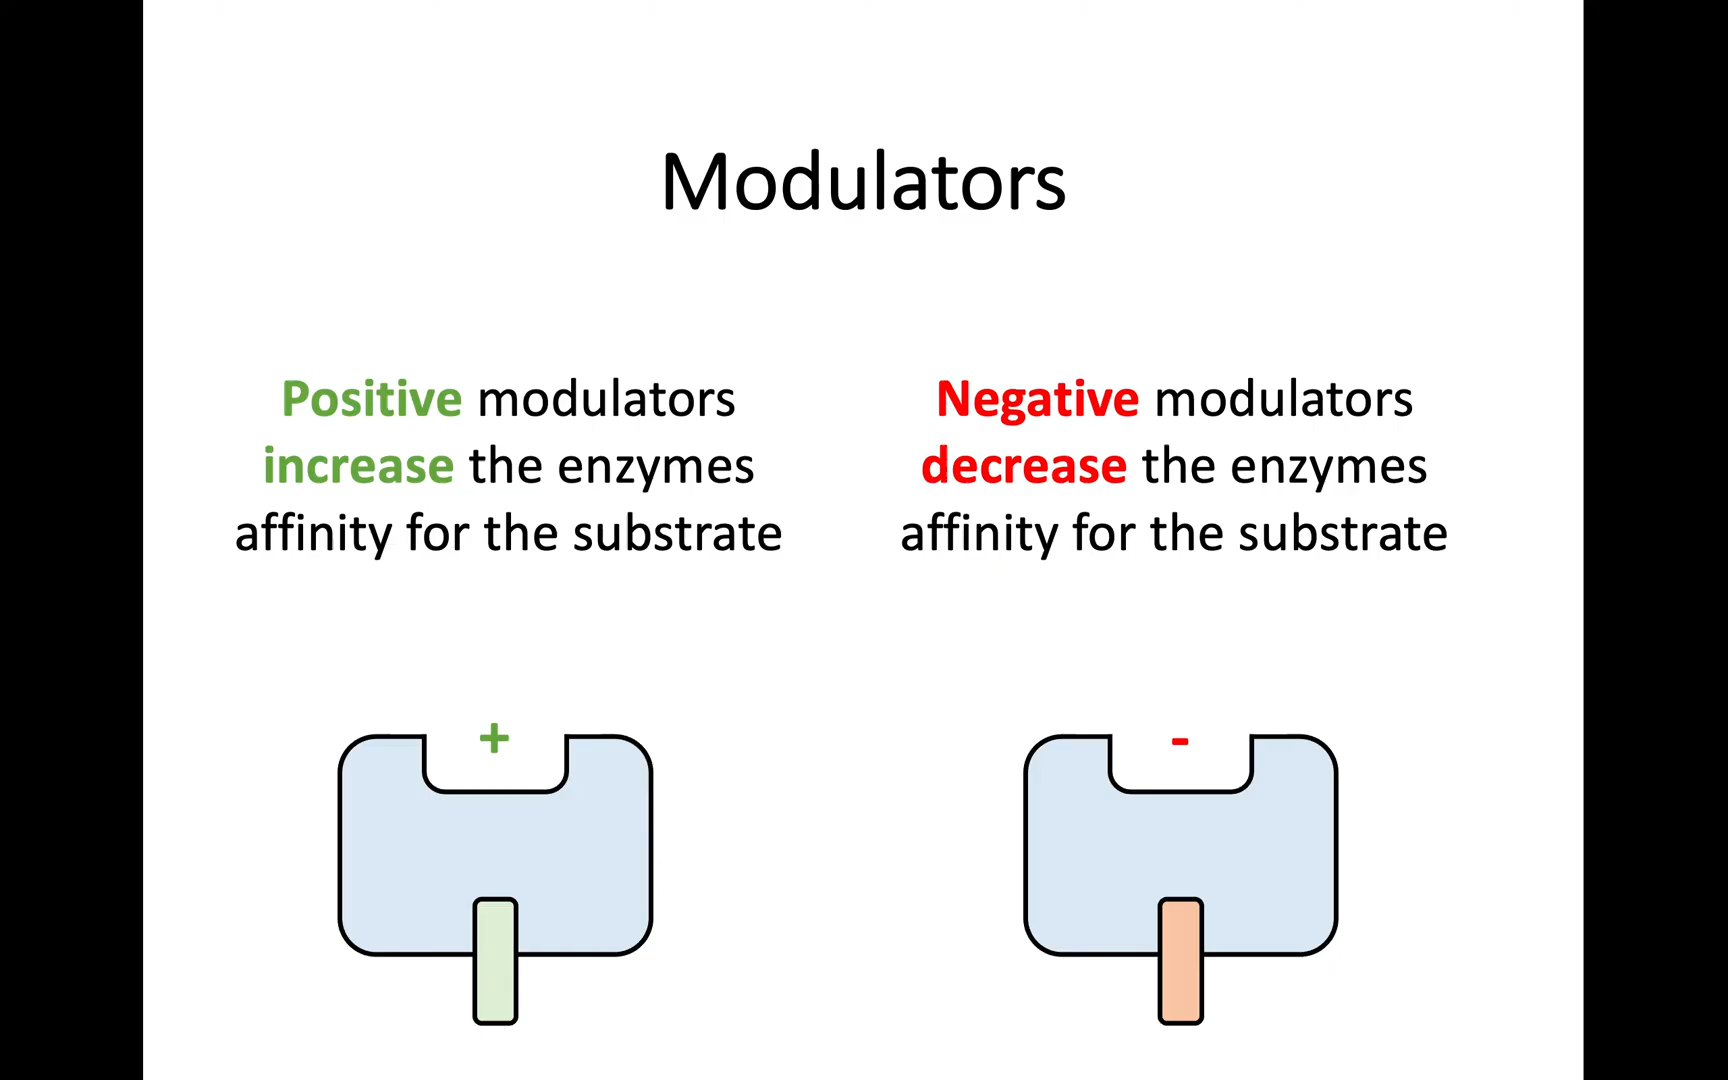 Modulators
Positive modulators
increase the enzymes
affinity for the substrate
Negative modulators
decrease the enzymes
affinity for the substrate
+
-